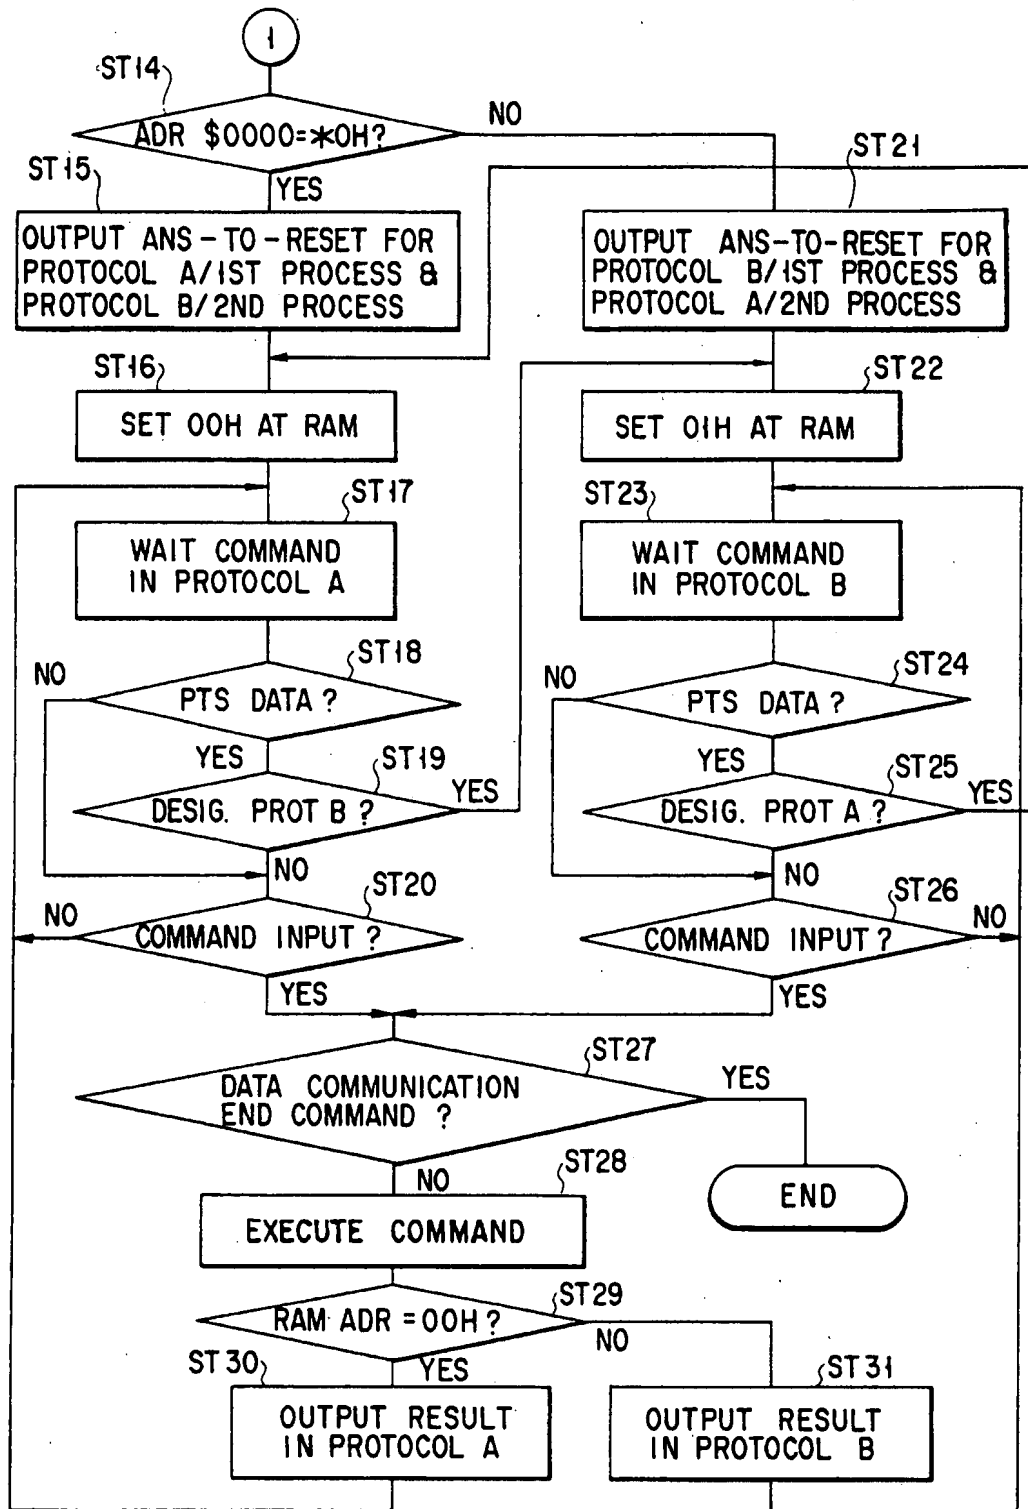 1
ST14
ADR $0000=*0H?
NO
YES
ST15
OUTPUT ANS-TO-RESET FOR
PROTOCOL A/1ST PROCESS &
PROTOCOL B/2ND PROCESS
ST21
OUTPUT ANS-TO-RESET FOR
PROTOCOL B/1ST PROCESS &
PROTOCOL A/2ND PROCESS
ST16
SET 00H AT RAM
ST22
SET 01H AT RAM
ST17
WAIT COMMAND
IN PROTOCOL A
ST23
WAIT COMMAND
IN PROTOCOL B
ST18
NO
PTS DATA ?
YES
ST24
NO
PTS DATA ?
YES
ST19
DESIG. PROT B ?
YES
NO
ST25
DESIG. PROT A ?
YES
NO
ST20
NO
COMMAND INPUT ?
YES
ST26
COMMAND INPUT ?
NO
YES
ST27
DATA COMMUNICATION
END COMMAND ?
YES
NO
END
ST28
EXECUTE COMMAND
ST29
RAM ADR = 00H ?
NO
YES
ST30
OUTPUT RESULT
IN PROTOCOL A
ST31
OUTPUT RESULT
IN PROTOCOL B